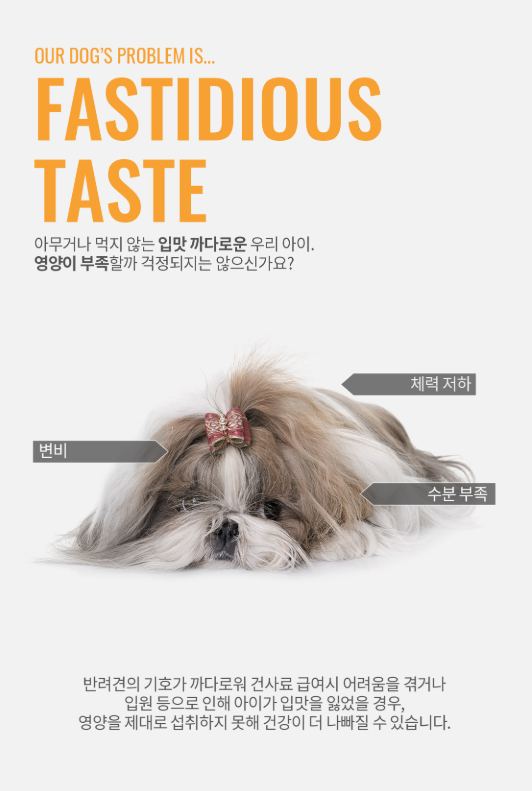 OUR DOG'S PROBLEM IS...
FASTIDIOUS
TASTE
아무거나 먹지 않는 입맛 까다로운 우리 아이.
영양이 부족할까 걱정되지는 않으신가요?
체력 저하
변비
수분 부족
반려견의 기호가 까다로워 건사료 급여시 어려움을 겪거나
입원 등으로 인해 아이가 입맛을 잃었을 경우,
영양을 제대로 섭취하지 못해 건강이 더 나빠질 수 있습니다.